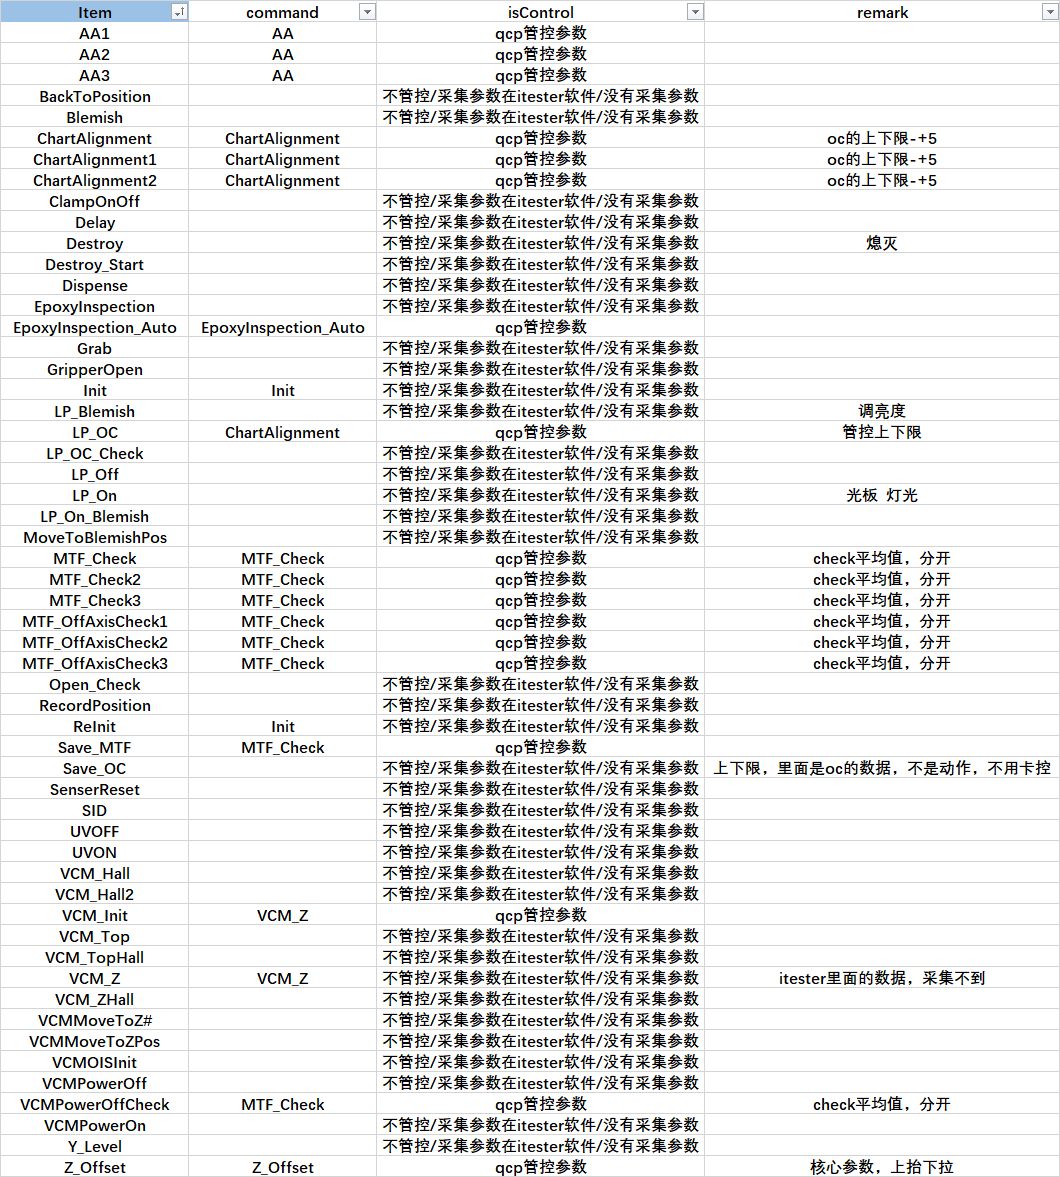 Item command isControl remark
AA1 AA qcp管控参数
AA2 AA qcp管控参数
AA3 AA qcp管控参数
BackToPosition 不管控/采集参数在itester软件/没有采集参数
Blemish 不管控/采集参数在itester软件/没有采集参数
ChartAlignment ChartAlignment qcp管控参数 oc的上下限-+5
ChartAlignment1 ChartAlignment qcp管控参数 oc的上下限-+5
ChartAlignment2 ChartAlignment qcp管控参数 oc的上下限-+5
ClampOnOff 不管控/采集参数在itester软件/没有采集参数
Delay 不管控/采集参数在itester软件/没有采集参数
Destroy 不管控/采集参数在itester软件/没有采集参数 熄灭
Destroy_Start 不管控/采集参数在itester软件/没有采集参数
Dispense 不管控/采集参数在itester软件/没有采集参数
EpoxyInspection 不管控/采集参数在itester软件/没有采集参数
EpoxyInspection_Auto EpoxyInspection_Auto qcp管控参数
Grab 不管控/采集参数在itester软件/没有采集参数
GripperOpen 不管控/采集参数在itester软件/没有采集参数
Init Init 不管控/采集参数在itester软件/没有采集参数
LP_Blemish 不管控/采集参数在itester软件/没有采集参数 调亮度
LP_OC ChartAlignment qcp管控参数 管控上下限
LP_OC_Check 不管控/采集参数在itester软件/没有采集参数
LP_Off 不管控/采集参数在itester软件/没有采集参数
LP_On 不管控/采集参数在itester软件/没有采集参数 光板 灯光
LP_On_Blemish 不管控/采集参数在itester软件/没有采集参数
MoveToBlemishPos 不管控/采集参数在itester软件/没有采集参数
MTF_Check MTF_Check qcp管控参数 check平均值，分开
MTF_Check2 MTF_Check qcp管控参数 check平均值，分开
MTF_Check3 MTF_Check qcp管控参数 check平均值，分开
MTF_OffAxisCheck1 MTF_Check qcp管控参数 check平均值，分开
MTF_OffAxisCheck2 MTF_Check qcp管控参数 check平均值，分开
MTF_OffAxisCheck3 MTF_Check qcp管控参数 check平均值，分开
Open_Check 不管控/采集参数在itester软件/没有采集参数
RecordPosition 不管控/采集参数在itester软件/没有采集参数
ReInit Init 不管控/采集参数在itester软件/没有采集参数
Save_MTF MTF_Check qcp管控参数
Save_OC 不管控/采集参数在itester软件/没有采集参数 上下限，里面是oc的数据，不是动作，不用卡控
SenserReset 不管控/采集参数在itester软件/没有采集参数
SID 不管控/采集参数在itester软件/没有采集参数
UVOFF 不管控/采集参数在itester软件/没有采集参数
UVON 不管控/采集参数在itester软件/没有采集参数
VCM_Hall 不管控/采集参数在itester软件/没有采集参数
VCM_Hall2 不管控/采集参数在itester软件/没有采集参数
VCM_Init VCM_Z qcp管控参数
VCM_Top 不管控/采集参数在itester软件/没有采集参数
VCM_TopHall 不管控/采集参数在itester软件/没有采集参数
VCM_Z VCM_Z 不管控/采集参数在itester软件/没有采集参数 itester里面的数据，采集不到
VCM_ZHall 不管控/采集参数在itester软件/没有采集参数
VCMMoveToZ# 不管控/采集参数在itester软件/没有采集参数
VCMMoveToZPos 不管控/采集参数在itester软件/没有采集参数
VCMOISInit 不管控/采集参数在itester软件/没有采集参数
VCMPowerOff 不管控/采集参数在itester软件/没有采集参数
VCMPowerOffCheck MTF_Check qcp管控参数 check平均值，分开
VCMPowerOn 不管控/采集参数在itester软件/没有采集参数
Y_Level 不管控/采集参数在itester软件/没有采集参数
Z_Offset Z_Offset qcp管控参数 核心参数，上抬下拉